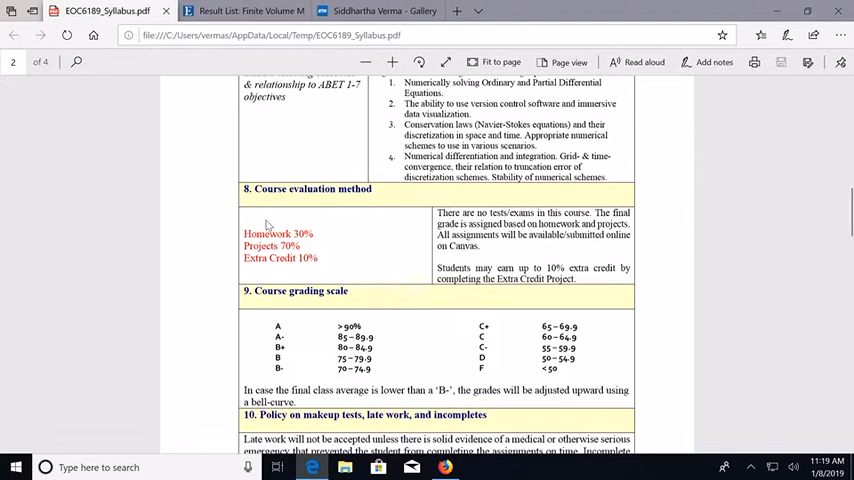 EOC6189_Syllabus.pdf
Result List: Finite Volume M
Siddhartha Verma - Gallery
file:///C:/Users/vermas/AppData/Local/Temp/EOC6189_Syllabus.pdf
2 of 4
Fit to page
Page view
Read aloud
Add notes
& relationship to ABET 1-7
objectives
1. Numerically solving Ordinary and Partial Differential
Equations.
2. The ability to use version control software and immersive
data visualization.
3. Conservation laws (Navier-Stokes equations) and their
discretization in space and time. Appropriate numerical
schemes to use in various scenarios.
4. Numerical differentiation and integration. Grid- & time-
convergence, their relation to truncation error of
discretization schemes. Stability of numerical schemes.
8. Course evaluation method
Homework 30%
Projects 70%
Extra Credit 10%
There are no tests/exams in this course. The final
grade is assigned based on homework and projects.
All assignments will be available/submitted online
on Canvas.
Students may earn up to 10% extra credit by
completing the Extra Credit Project.
9. Course grading scale
A > 90%
A- 85 – 89.9
B+ 80 – 84.9
B 75 – 79.9
B- 70 – 74.9
C+ 65 – 69.9
C 60 – 64.9
C- 55 – 59.9
D 50 – 54.9
F < 50
In case the final class average is lower than a ‘B-’, the grades will be adjusted upward using
a bell-curve.
10. Policy on makeup tests, late work, and incompletes
Late work will not be accepted unless there is solid evidence of a medical or otherwise serious
emergency that prevented the student from completing the assignments on time. Incomplete
Type here to search
11:19 AM
1/8/2019